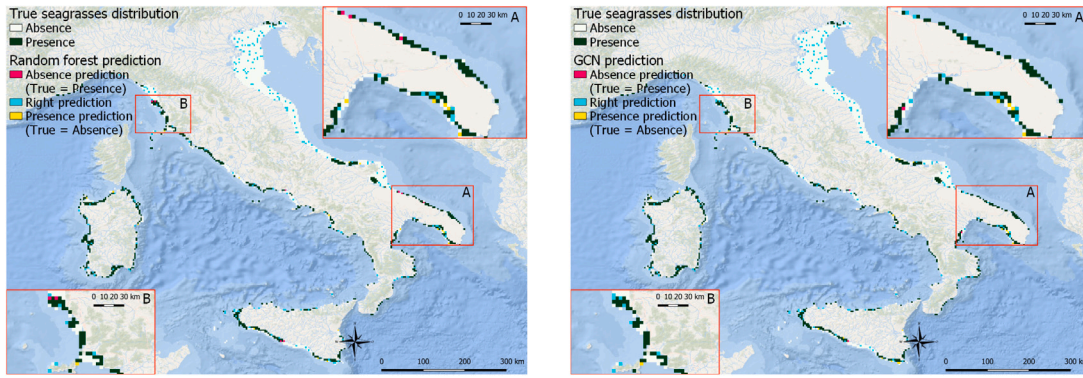 True seagrasses distribution
Absence
Presence
Random forest prediction
Absence prediction
(True = Presence)
Right prediction
Presence prediction
(True = Absence)
0 10 20 30 km
A
B
A
0 10 20 30 km
B
0 100 200 300 km
True seagrasses distribution
Absence
Presence
GCN prediction
Absence prediction
(True = Presence)
Right prediction
Presence prediction
(True = Absence)
0 10 20 30 km
A
B
A
0 10 20 30 km
B
0 100 200 300 k